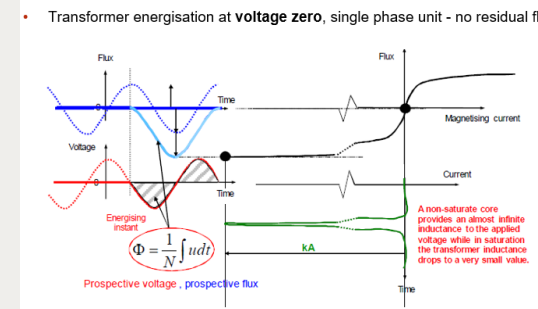 • Transformer energisation at voltage zero, single phase unit - no residual fl
Flux
Flux
0
Time
Magnetising current
Voltage
Current
0
Time
Energising
instant
A non-saturate core
provides an almost infinite
inductance to the applied
voltage while in saturation
the transformer inductance
drops to a very small value.
Φ = 1/N ∫udt
kA
Prospective voltage , prospective flux
Time